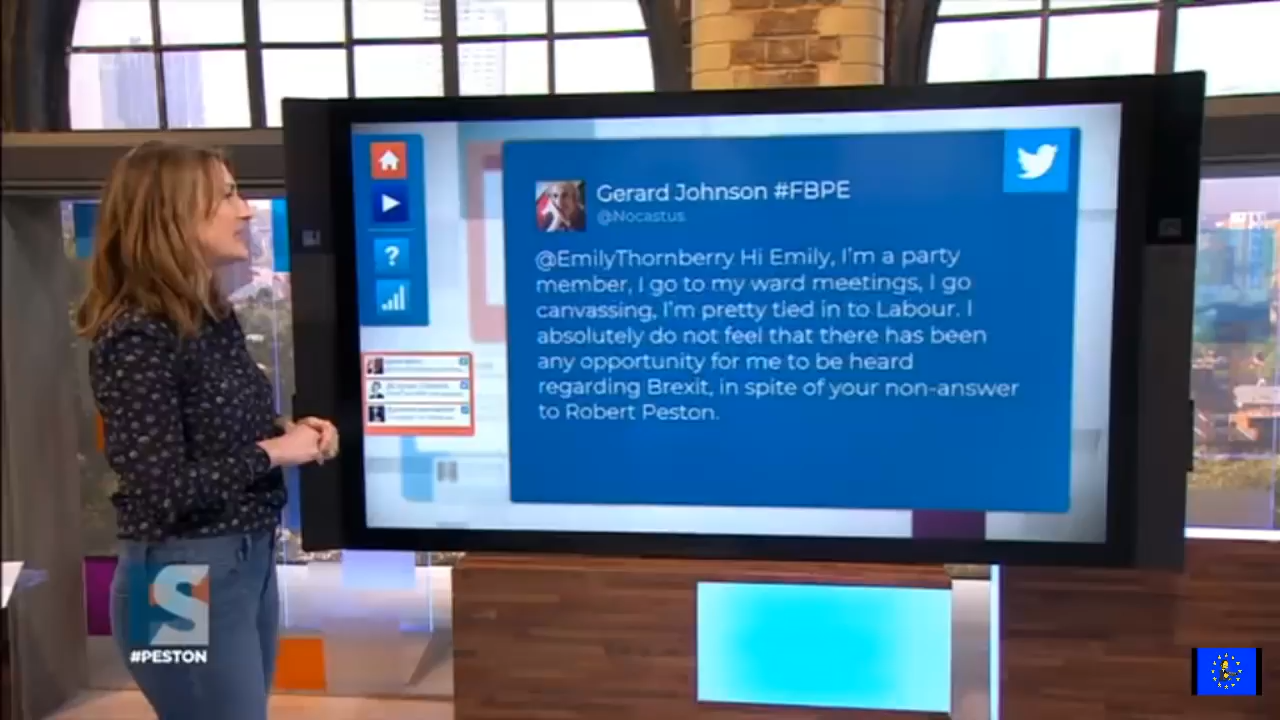 Gerard Johnson #FBPE
@Nocastus
@EmilyThornberry Hi Emily, I'm a party
member, I go to my ward meetings, I go
canvassing, I'm pretty tied in to Labour. I
absolutely do not feel that there has been
any opportunity for me to be heard
regarding Brexit, in spite of your non-answer
to Robert Peston.
?
S
#PESTON